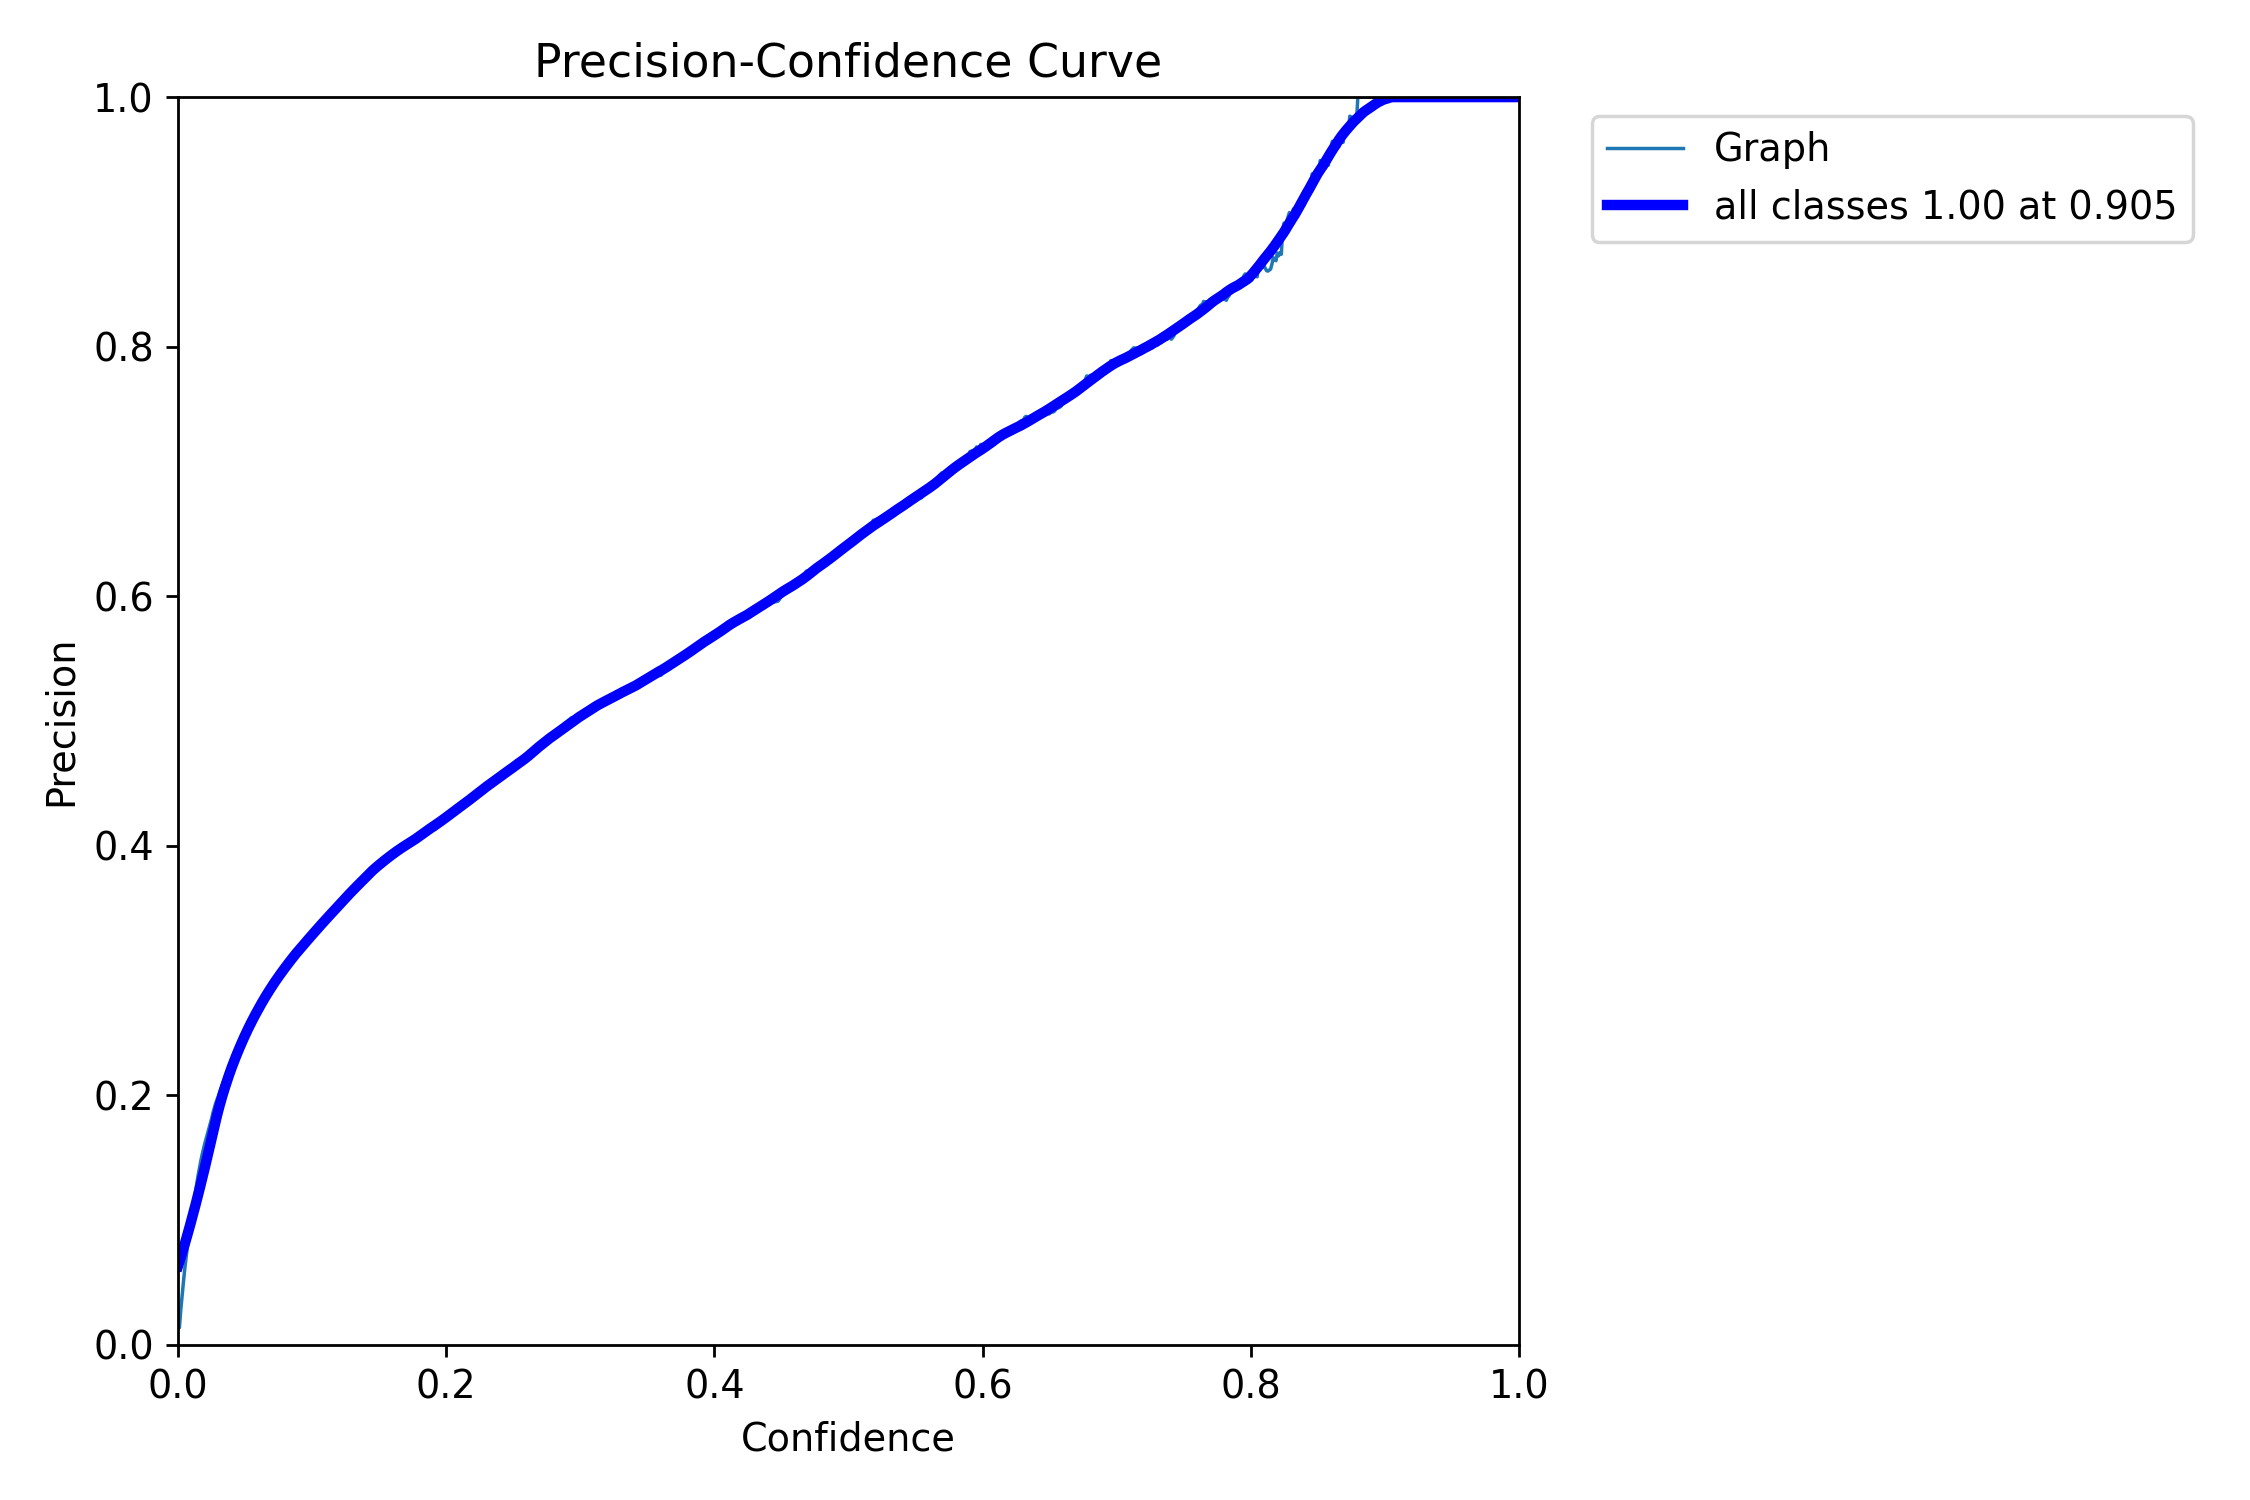 Precision-Confidence Curve
1.0
0.8
0.6
0.4
0.2
0.0
Precision
0.0 0.2 0.4 0.6 0.8 1.0
Confidence
Graph
all classes 1.00 at 0.905